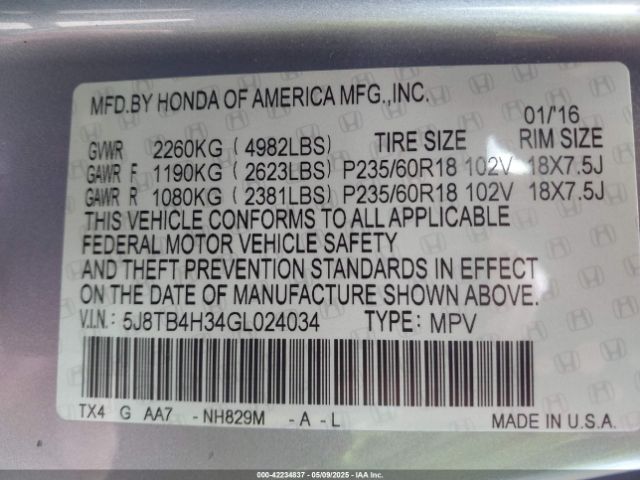 MFD.BY HONDA OF AMERICA MFG.,INC.
01/'16
GVWR 2260KG (4982LBS) TIRE SIZE RIM SIZE
GAWR F 1190KG (2623LBS) P235/60R18 102V 18X7.5J
GAWR R 1080KG (2381LBS) P235/60R18 102V 18X7.5J
THIS VEHICLE CONFORMS TO ALL APPLICABLE
FEDERAL MOTOR VEHICLE SAFETY
AND THEFT PREVENTION STANDARDS IN EFFECT
ON THE DATE OF MANUFACTURE SHOWN ABOVE.
V.I.N.: 5J8TB4H34GL024034 TYPE: MPV
TX4 G AA7 - NH829M - A - L MADE IN U.S.A.
000-42234837 - 05/09/2025 - IAA Inc.